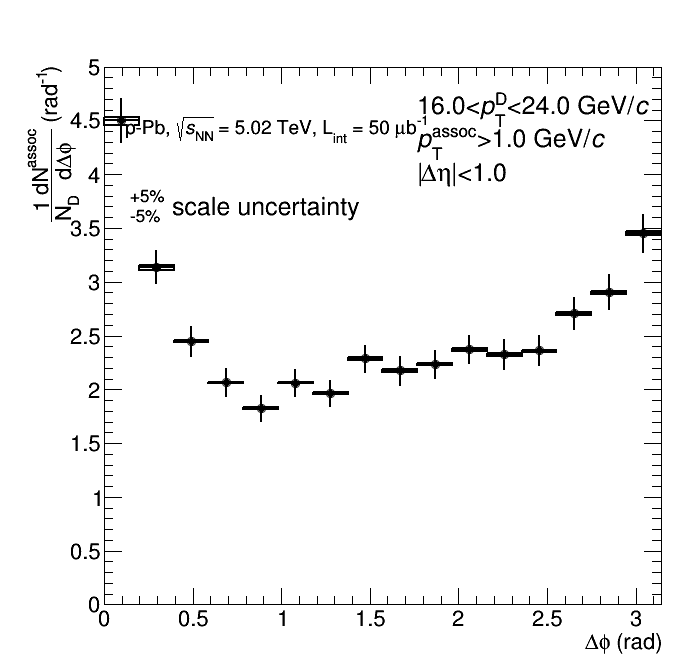 1 dN^assoc / N_D dΔϕ (rad^-1)
16.0<p_T^D<24.0 GeV/c
p-Pb, √s_NN = 5.02 TeV, L_int = 50 μb^-1
p_T^assoc>1.0 GeV/c
|Δη|<1.0
+5% -5% scale uncertainty
5
4.5
4
3.5
3
2.5
2
1.5
1
0.5
0
0 0.5 1 1.5 2 2.5 3
Δϕ (rad)